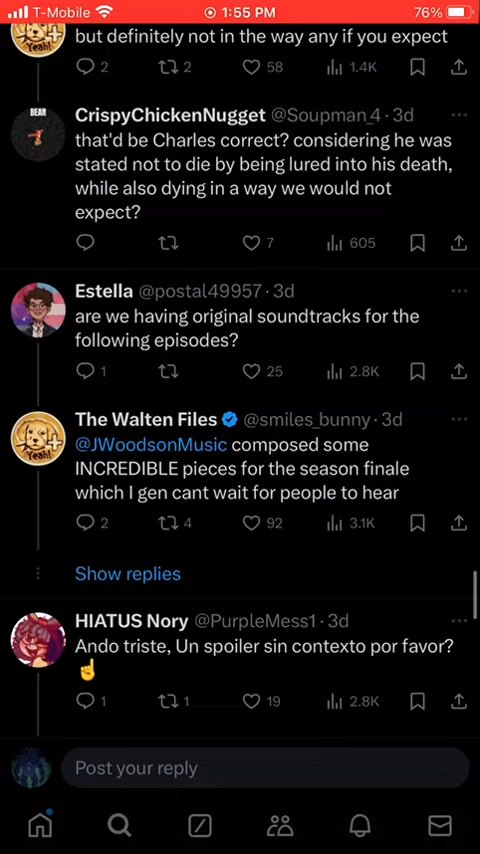 T-Mobile 1:55 PM 76%
Yeah!
but definitely not in the way any if you expect
2 2 58 1.4K
BEAR
CrispyChickenNugget @Soupman_4 · 3d
that'd be Charles correct? considering he was
stated not to die by being lured into his death,
while also dying in a way we would not
expect?
7 605
Estella @postal49957 · 3d
are we having original soundtracks for the
following episodes?
1 25 2.8K
The Walten Files @smiles_bunny · 3d
Yeah!
@JWoodsonMusic composed some
INCREDIBLE pieces for the season finale
which I gen cant wait for people to hear
2 4 92 3.1K
Show replies
HIATUS Nory @PurpleMess1 · 3d
Ando triste, Un spoiler sin contexto por favor?
☝️
1 1 19 2.8K
Post your reply